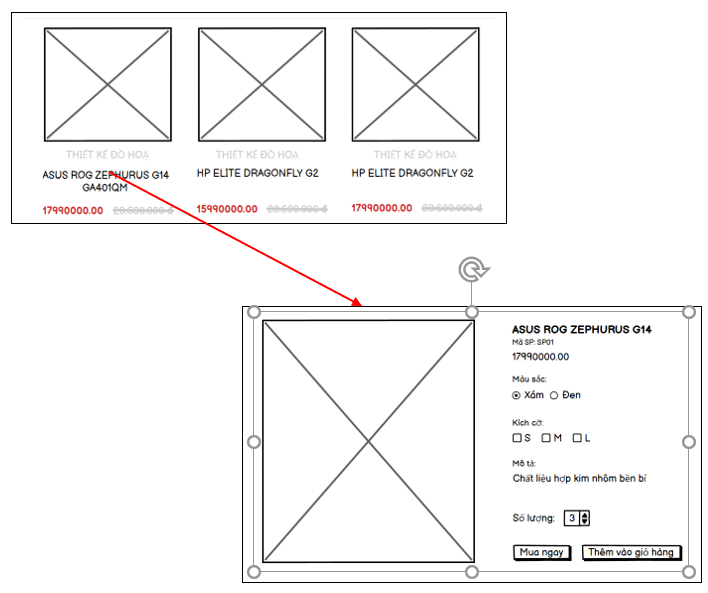 THIẾT KẾ ĐỒ HOẠ
THIẾT KẾ ĐỒ HOẠ
THIẾT KẾ ĐỒ HOẠ
ASUS ROG ZEPHURUS G14
GA401QM
HP ELITE DRAGONFLY G2
HP ELITE DRAGONFLY G2
17990000.00 20.600.000 đ
15990000.00 20.600.000 đ
17990000.00 20.600.000 đ
ASUS ROG ZEPHURUS G14
Mã SP: SP01
17990000.00
Màu sắc:
Xám Đen
Kích cỡ:
S M L
Mô tả:
Chất liệu hợp kim nhôm bền bỉ
Số lượng: 3
Mua ngay Thêm vào giỏ hàng